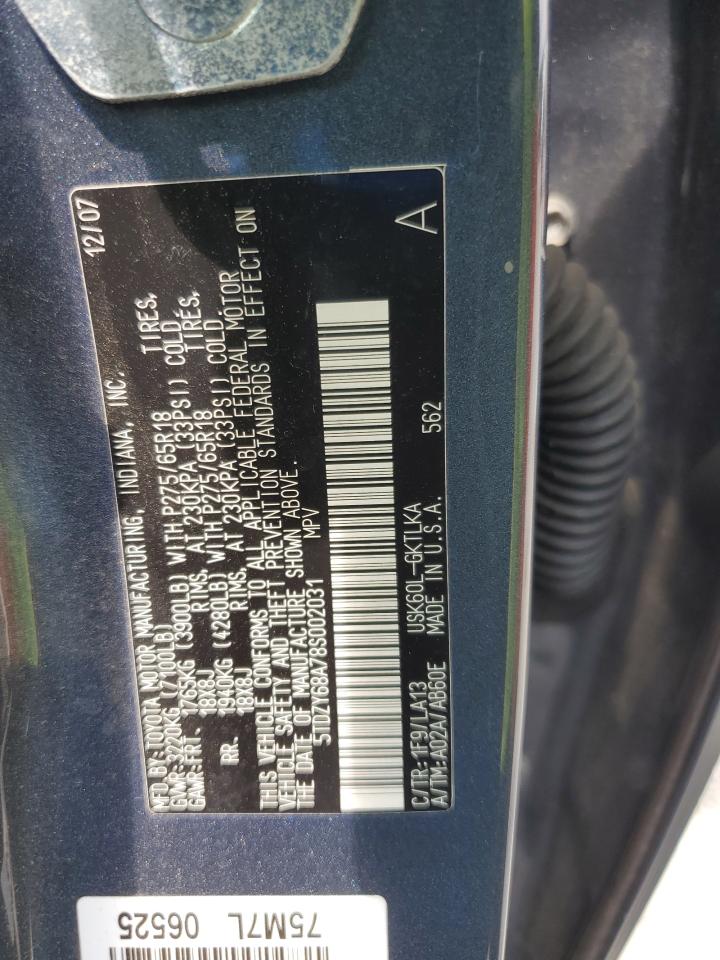 MFD BY: TOYOTA MOTOR MANUFACTURING, INDIANA, INC. 12/07
GVWR: 3220KG (7100LB)
GAWR: FRT. 1765KG (3900LB) WITH P275/65R18 TIRES.
18X8J RIMS. AT 230KPA (33PSI) COLD.
RR. 1940KG (4280LB) WITH P275/65R18 TIRES.
18X8J RIMS. AT 230KPA (33PSI) COLD.
THIS VEHICLE CONFORMS TO ALL APPLICABLE FEDERAL MOTOR
VEHICLE SAFETY AND THEFT PREVENTION STANDARDS IN EFFECT ON
THE DATE OF MANUFACTURE SHOWN ABOVE.
5TDZY68A78S002031 MPV
C/TR: 1F9/LA13 USK60L-GKTLKA 562 A
A/TM: A02A/AB60E MADE IN U.S.A.
75M7L
06525